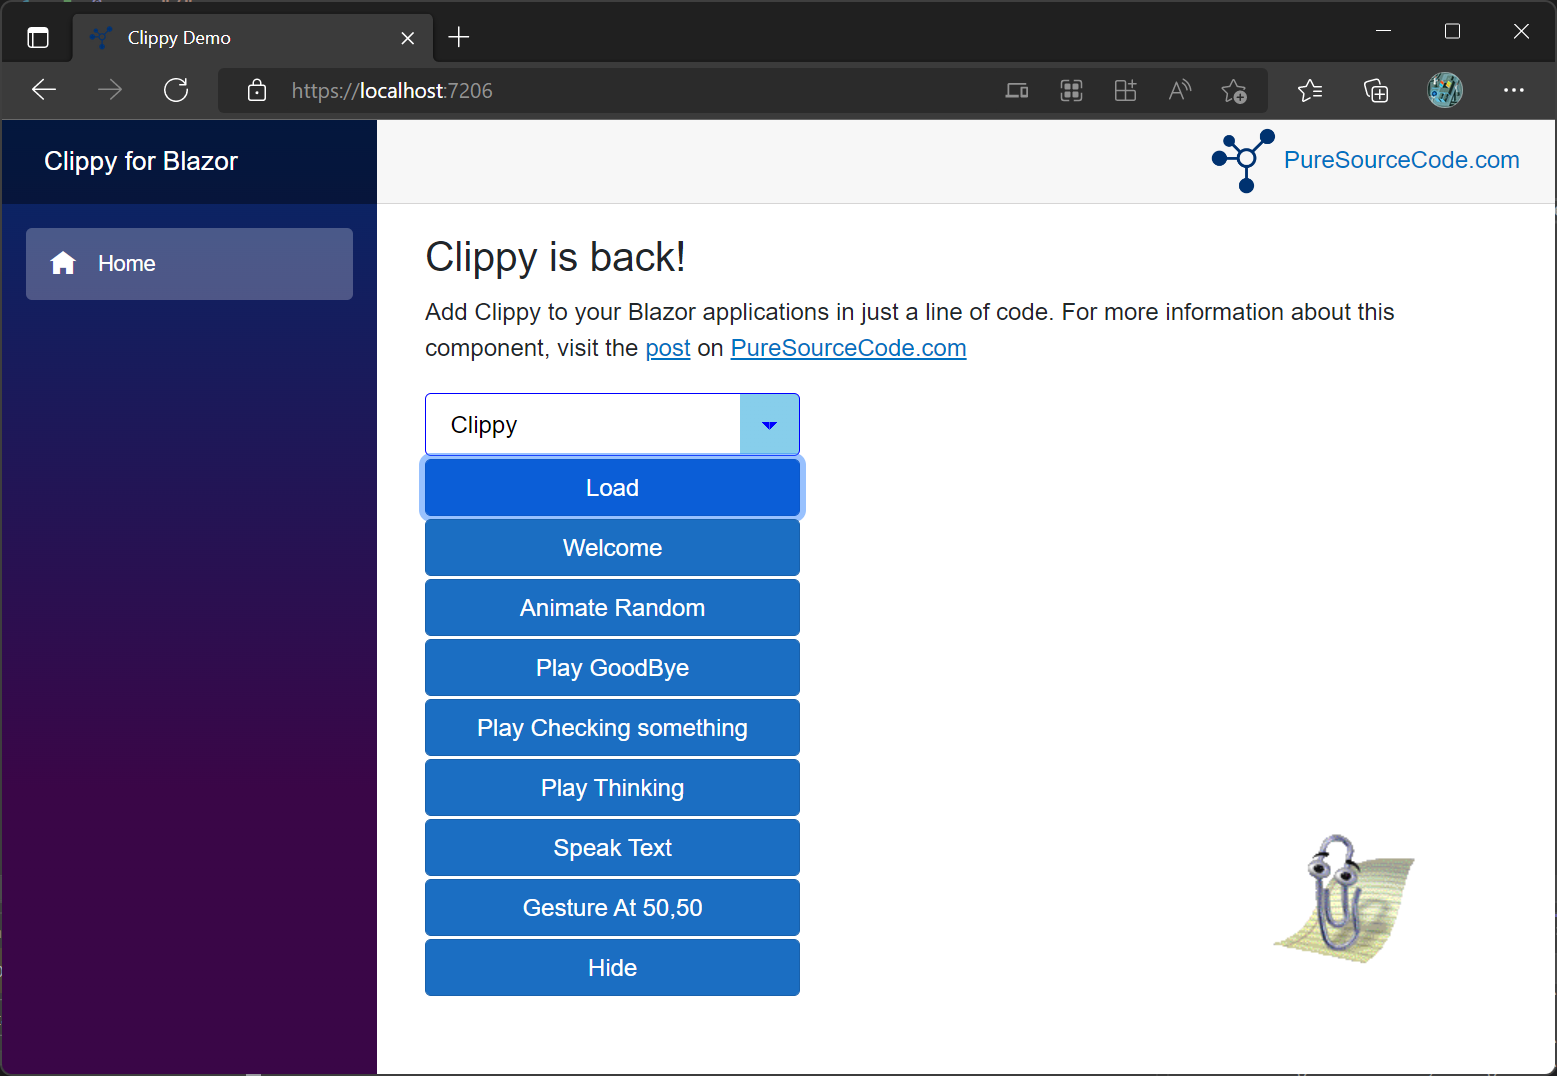 Clippy Demo
https://localhost:7206
Clippy for Blazor
PureSourceCode.com
Home
Clippy is back!
Add Clippy to your Blazor applications in just a line of code. For more information about this
component, visit the post on PureSourceCode.com
Clippy
Load
Welcome
Animate Random
Play GoodBye
Play Checking something
Play Thinking
Speak Text
Gesture At 50,50
Hide